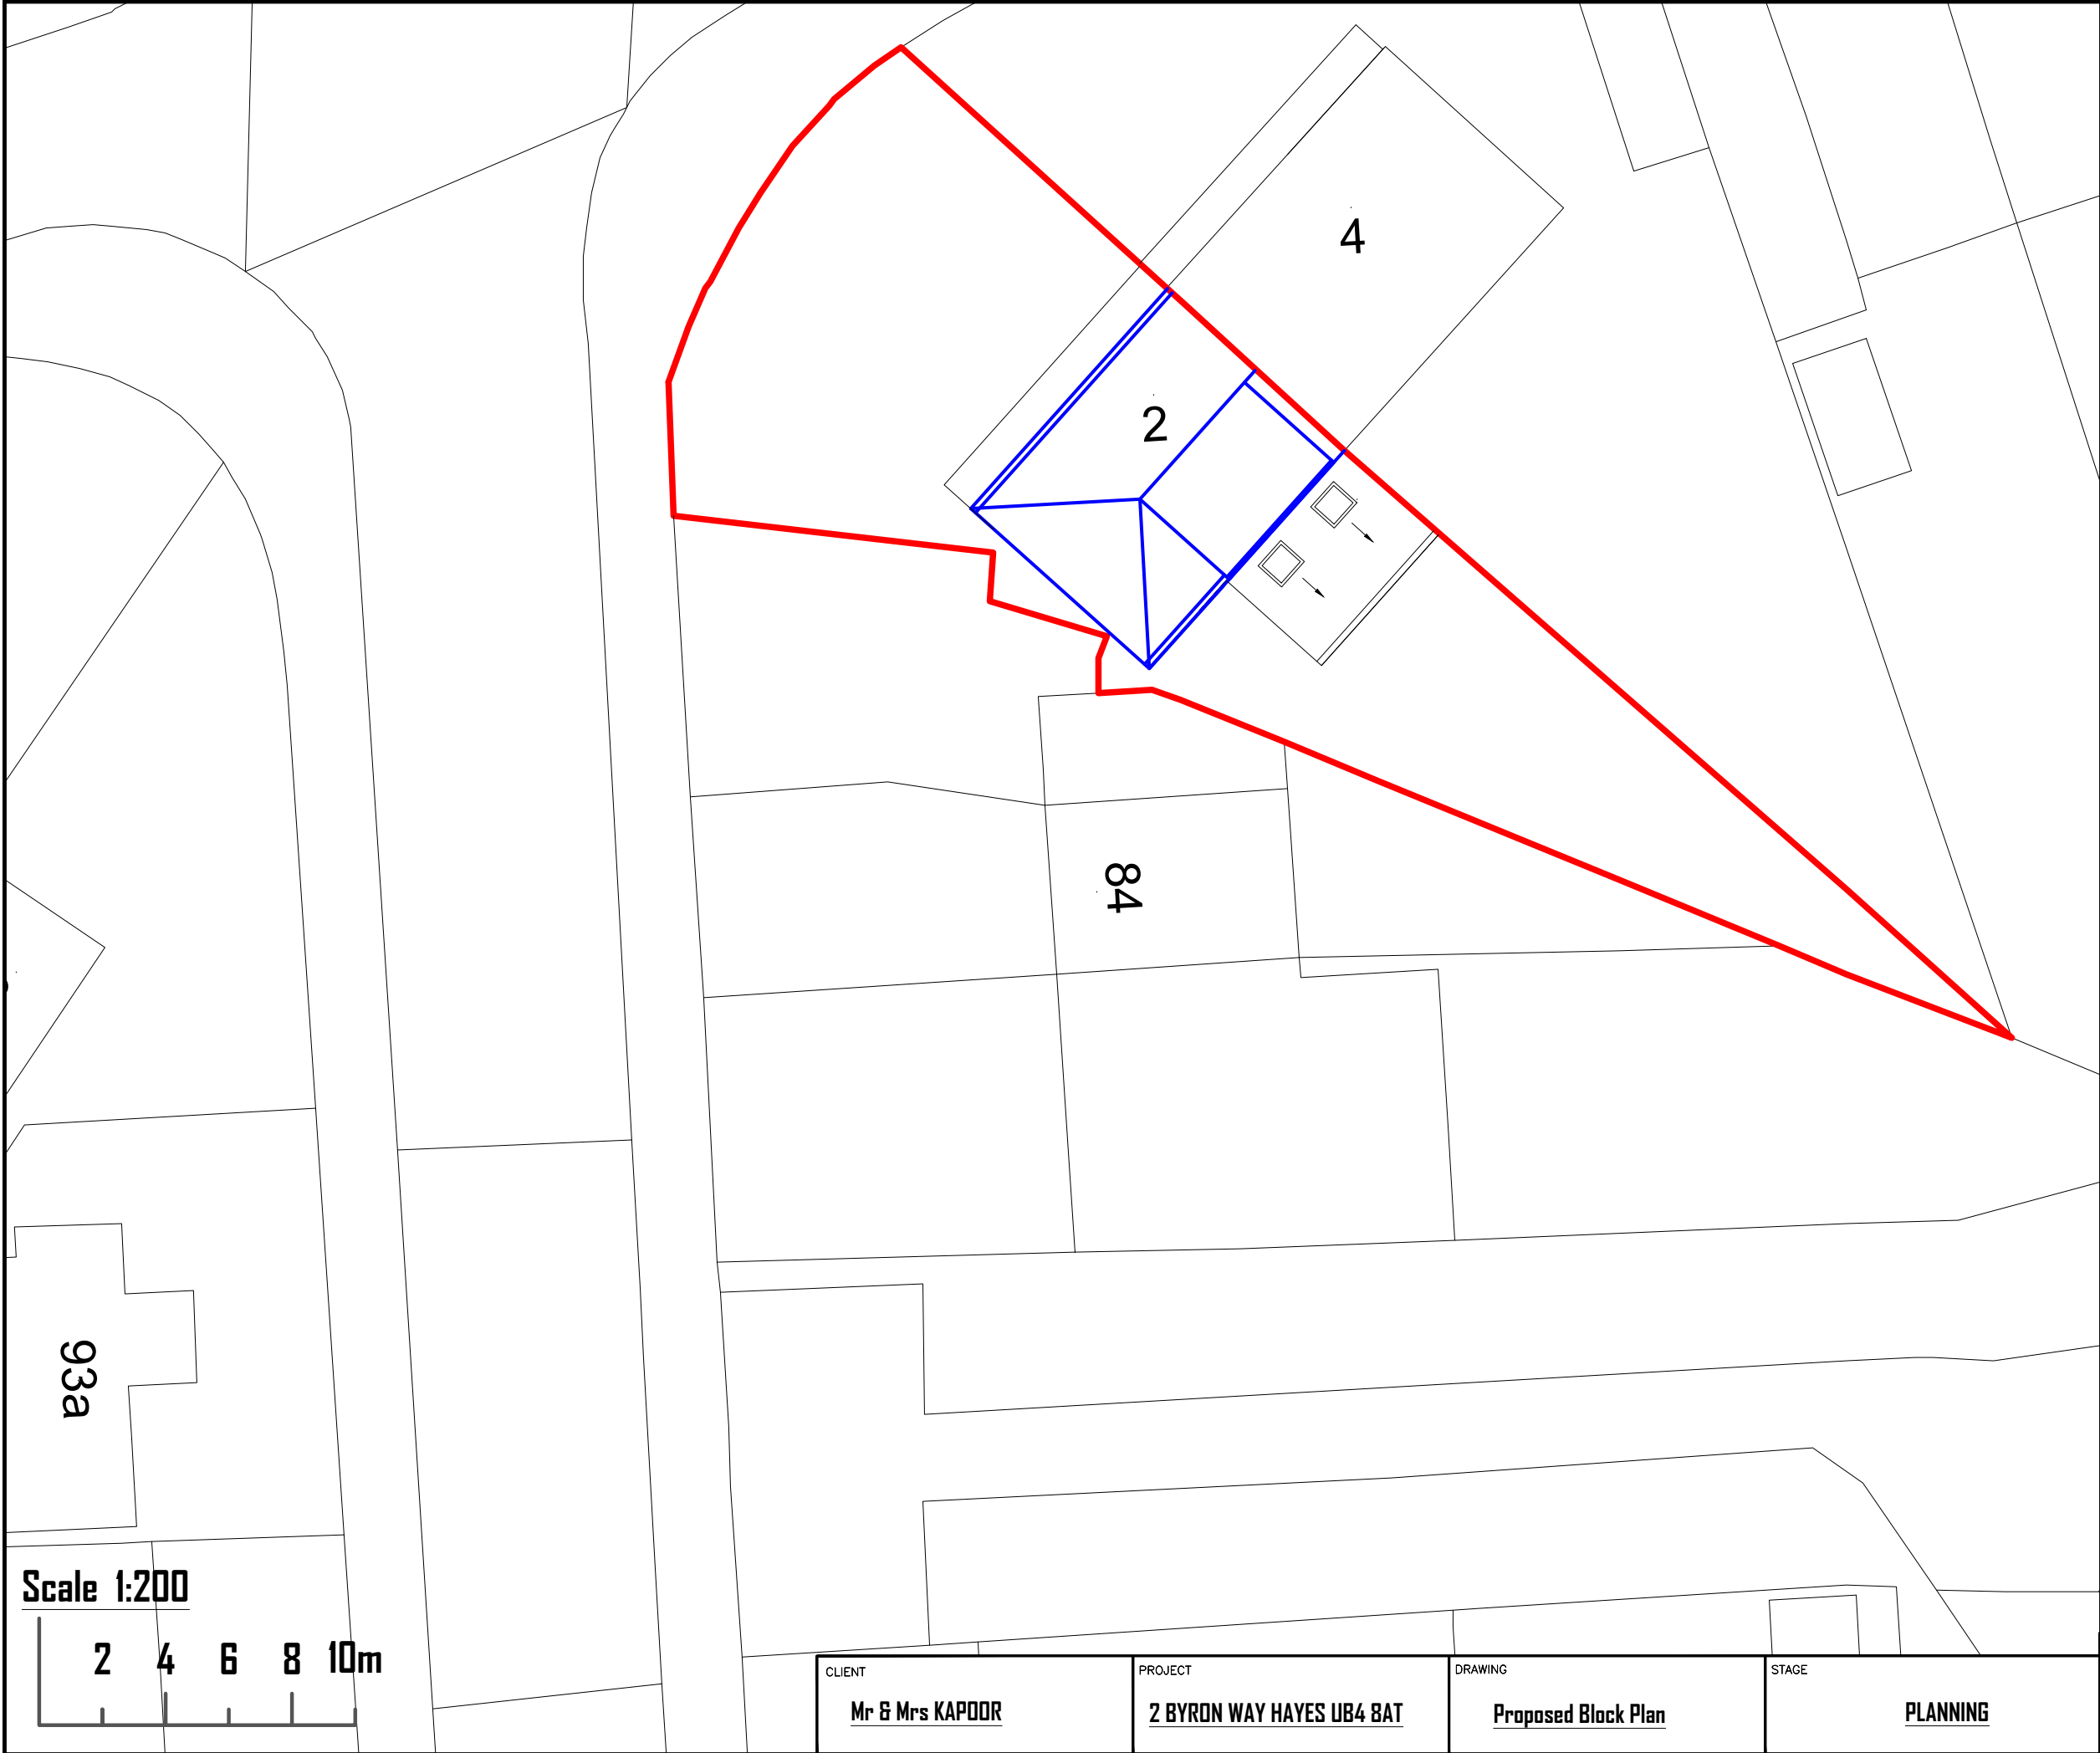 4
2
84
93a
Scale 1:200
2 4 6 8 10m
CLIENT
Mr & Mrs KAPOOR
PROJECT
2 BYRON WAY HAYES UB4 8AT
DRAWING
Proposed Block Plan
STAGE
PLANNING